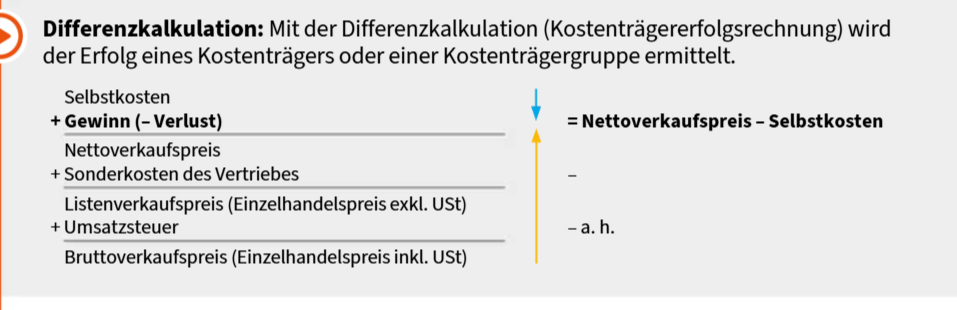 Differenzkalkulation: Mit der Differenzkalkulation (Kostenträgererfolgsrechnung) wird
der Erfolg eines Kostenträgers oder einer Kostenträgergruppe ermittelt.
Selbstkosten
+ Gewinn (– Verlust) = Nettoverkaufspreis – Selbstkosten
Nettoverkaufspreis
+ Sonderkosten des Vertriebes –
Listenverkaufspreis (Einzelhandelspreis exkl. USt)
+ Umsatzsteuer – a. h.
Bruttoverkaufspreis (Einzelhandelspreis inkl. USt)